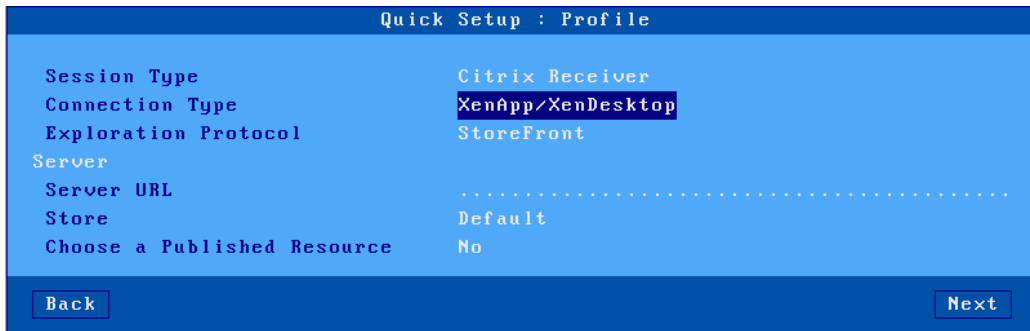 Quick Setup : Profile
Session Type Citrix Receiver
Connection Type XenApp/XenDesktop
Exploration Protocol StoreFront
Server
Server URL ...........................................
Store Default
Choose a Published Resource No
Back Next